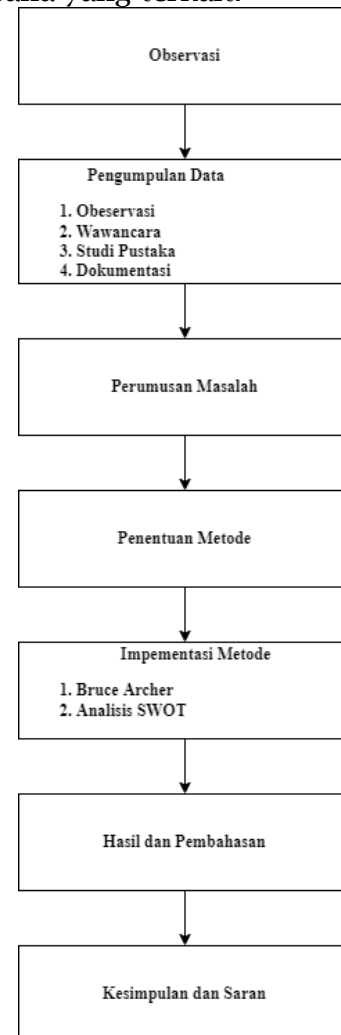 yang
Observasi
Pengumpulan Data
1. Obeservasi
2. Wawancara
3. Studi Pustaka
4. Dokumentasi
Perumusan Masalah
Penentuan Metode
Impementasi Metode
1. Bruce Archer
2. Analisis SWOT
Hasil dan Pembahasan
Kesimpulan dan Saran